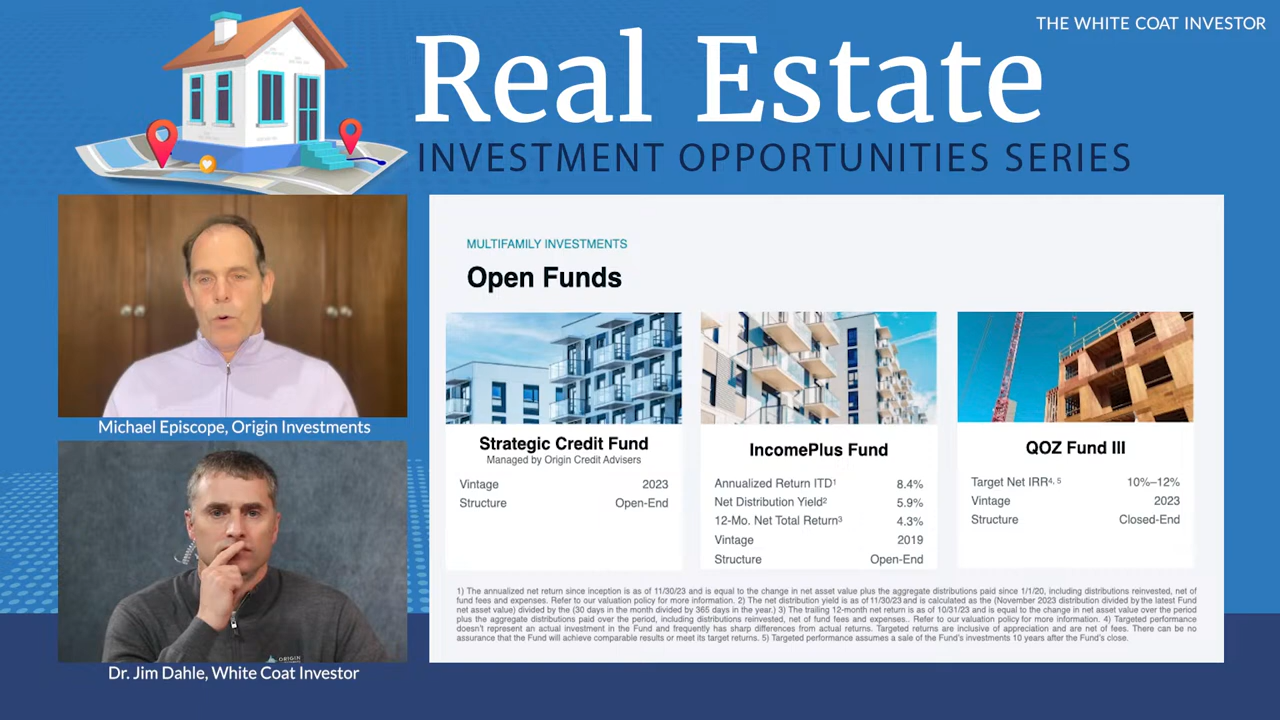 THE WHITE COAT INVESTOR
Real Estate
INVESTMENT OPPORTUNITIES SERIES
Michael Episcope, Origin Investments
ORIGIN
Dr. Jim Dahle, White Coat Investor
MULTIFAMILY INVESTMENTS
Open Funds
Strategic Credit Fund
Managed by Origin Credit Advisers
Vintage 2023
Structure Open-End
IncomePlus Fund
Annualized Return ITD¹ 8.4%
Net Distribution Yield² 5.9%
12-Mo. Net Total Return³ 4.3%
Vintage 2019
Structure Open-End
QOZ Fund III
Target Net IRR⁴˒ ⁵ 10%–12%
Vintage 2023
Structure Closed-End
1) The annualized net return since inception is as of 11/30/23 and is equal to the change in net asset value plus the aggregate distributions paid since 1/1/20, including distributions reinvested, net of
fund fees and expenses. Refer to our valuation policy for more information. 2) The net distribution yield is as of 11/30/23 and is calculated as the (November 2023 distribution divided by the latest Fund
net asset value) divided by the (30 days in the month divided by 365 days in the year.) 3) The trailing 12-month net return is as of 10/31/23 and is equal to the change in net asset value over the period
plus the aggregate distributions paid over the period, including distributions reinvested, net of fund fees and expenses.. Refer to our valuation policy for more information. 4) Targeted performance
doesn't represent an actual investment in the Fund and frequently has sharp differences from actual returns. Targeted returns are inclusive of appreciation and are net of fees. There can be no
assurance that the Fund will achieve comparable results or meet its target returns. 5) Targeted performance assumes a sale of the Fund's investments 10 years after the Fund's close.